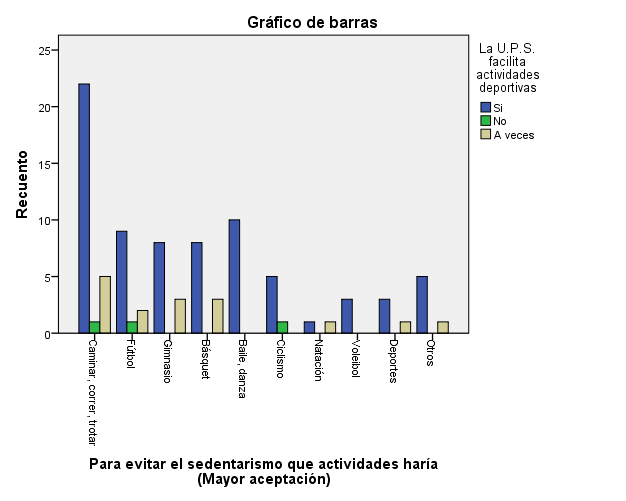 Gráfico de barras
La U.P.S.
facilita
actividades
deportivas
Si
No
A veces
Recuento
25
20
15
10
5
0
Caminar, correr, trotar
Fútbol
Gimnasio
Básquet
Baile, danza
Ciclismo
Natación
Voleibol
Deportes
Otros
Para evitar el sedentarismo que actividades haría
(Mayor aceptación)